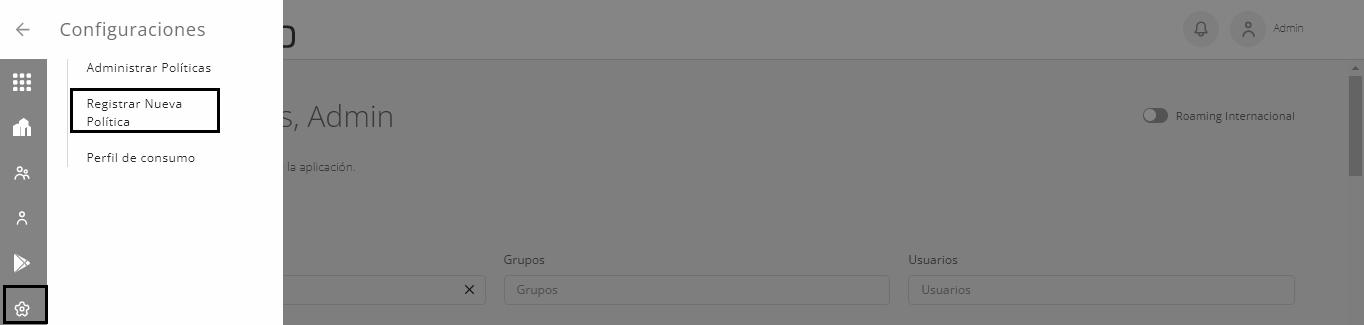 Configuraciones
Admin
Administrar Políticas
Registrar Nueva
Política
Perfil de consumo
s, Admin
Roaming Internacional
la aplicación.
Grupos
Usuarios
Grupos
Usuarios